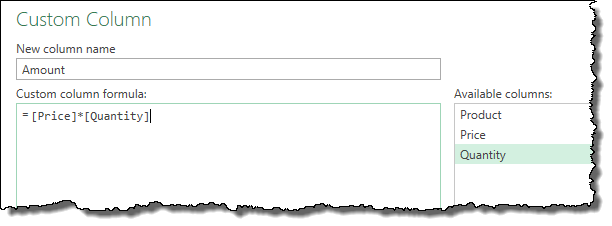 Custom Column
New column name
Amount
Custom column formula:
= [Price]*[Quantity]
Available columns:
Product
Price
Quantity